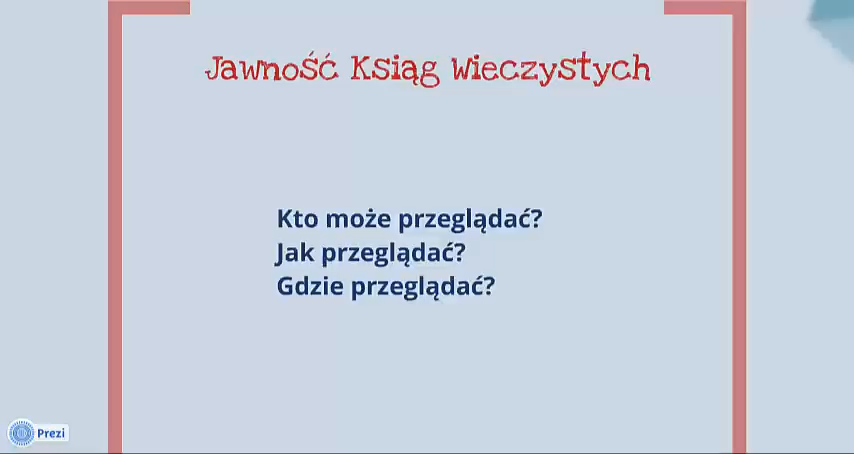 Jawność Ksiąg Wieczystych
Kto może przeglądać?
Jak przeglądać?
Gdzie przeglądać?
Prezi